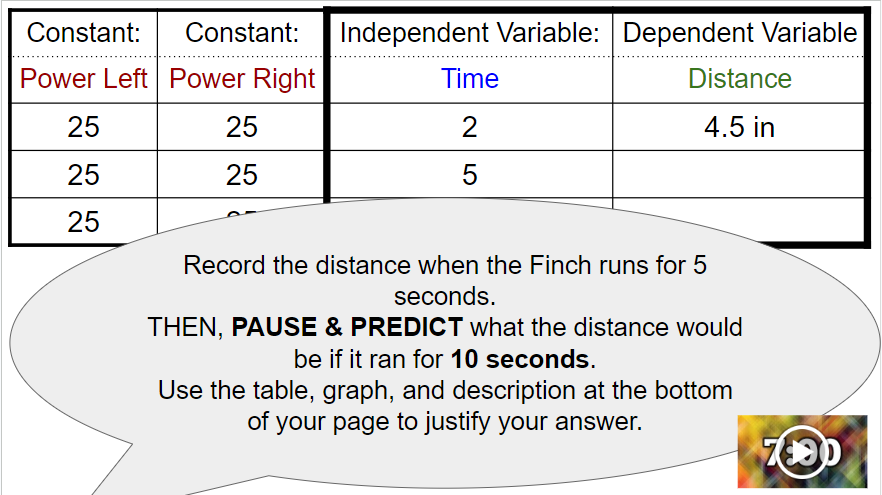 Constant: Constant: Independent Variable: Dependent Variable
Power Left Power Right Time Distance
25 25 2 4.5 in
25 25 5
25
Record the distance when the Finch runs for 5
seconds.
THEN, PAUSE & PREDICT what the distance would
be if it ran for 10 seconds.
Use the table, graph, and description at the bottom
of your page to justify your answer.
7:00